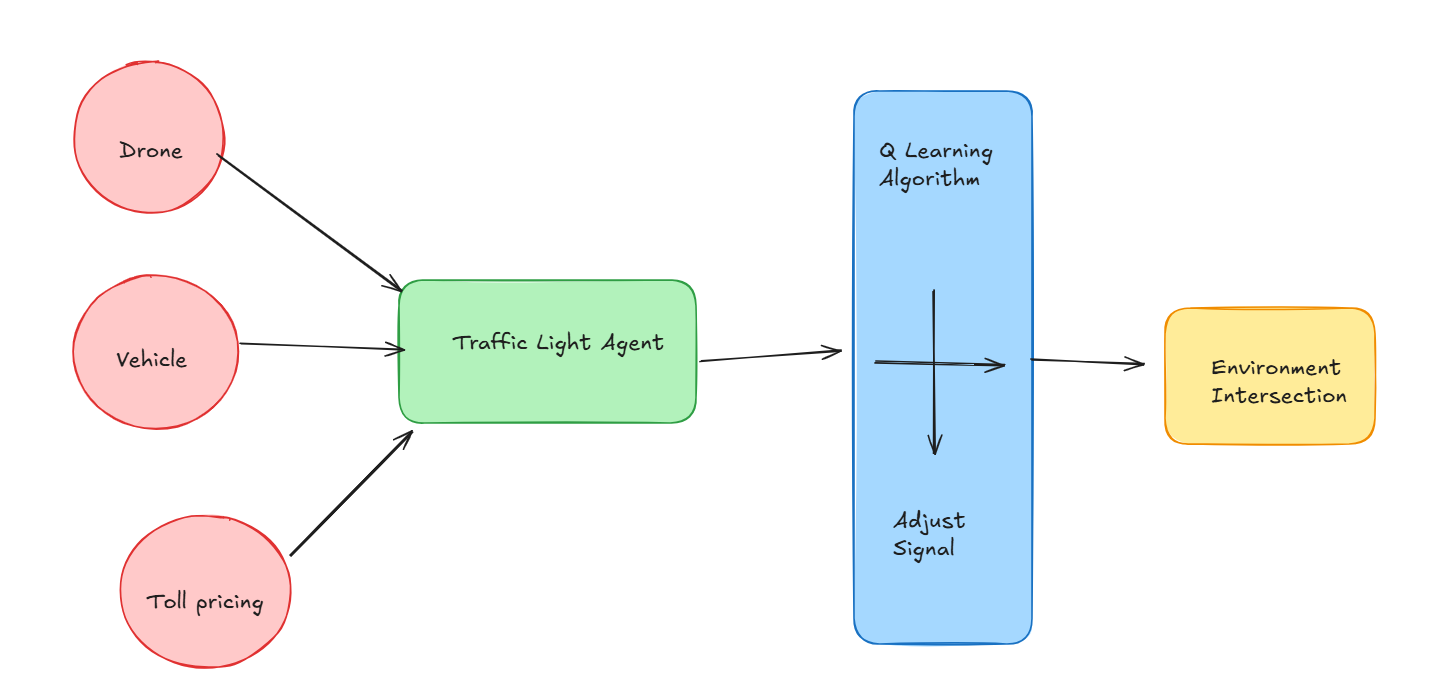 Drone
Vehicle
Toll pricing
Traffic Light Agent
Q Learning
Algorithm
Adjust
Signal
Environment
Intersection